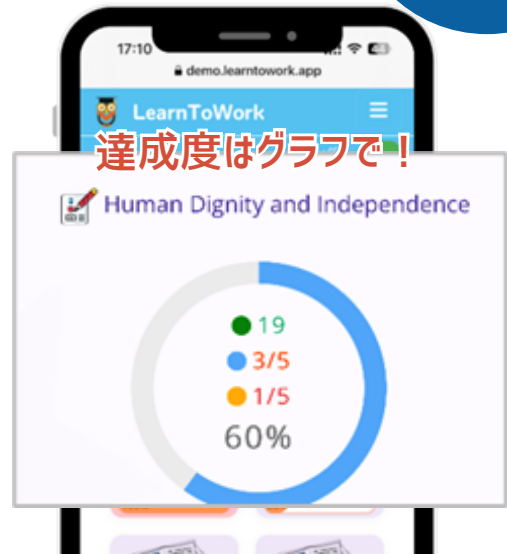 17:10
demo.learntowork.app
LearnToWork
達成度はグラフで！
Human Dignity and Independence
19
3/5
1/5
60%